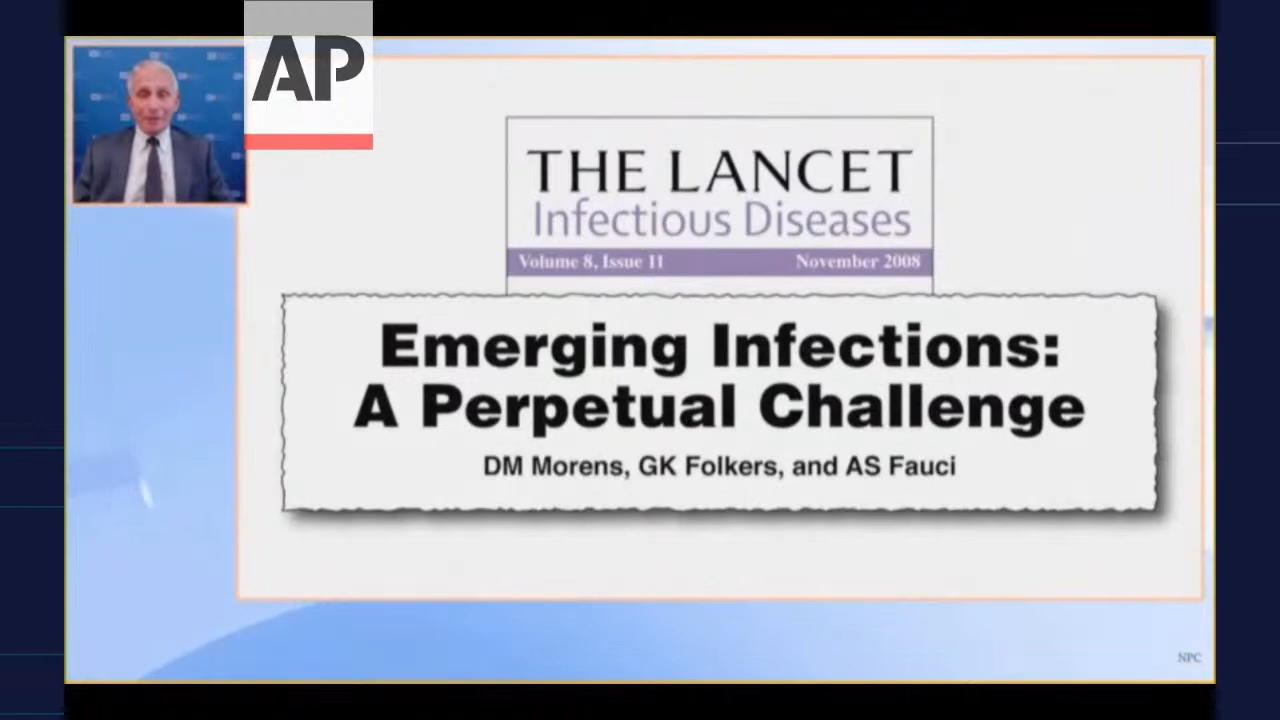 AP
THE LANCET
Infectious Diseases
Volume 8, Issue 11 November 2008
Emerging Infections:
A Perpetual Challenge
DM Morens, GK Folkers, and AS Fauci
NPC